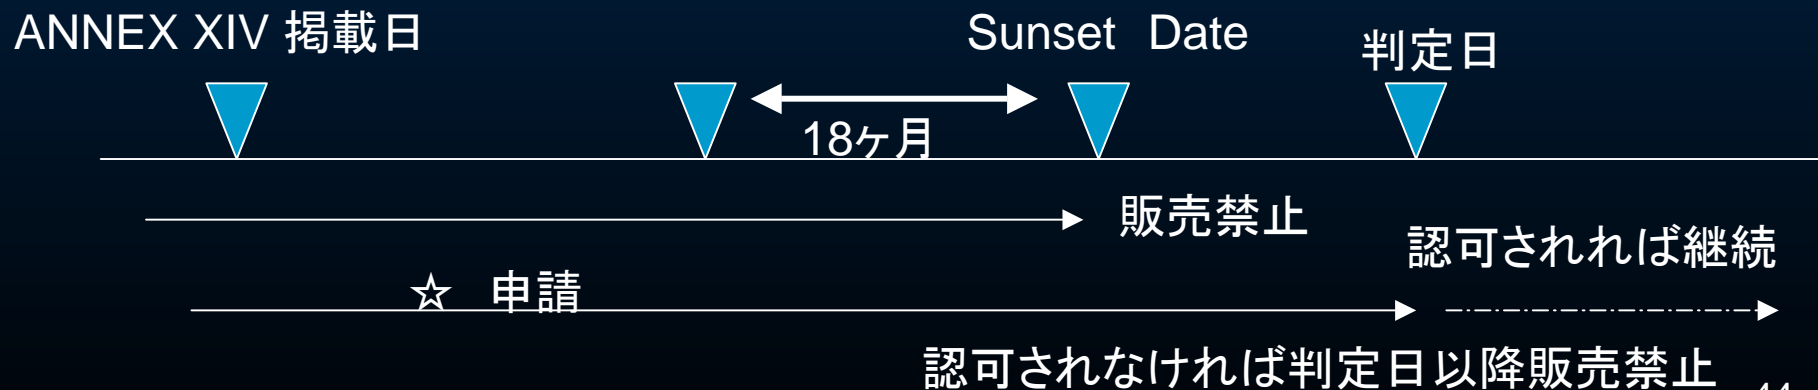 ANNEX XIV 掲載日
Sunset Date
判定日
18ヶ月
販売禁止
認可されれば継続
☆ 申請
認可されなければ判定日以降販売禁止